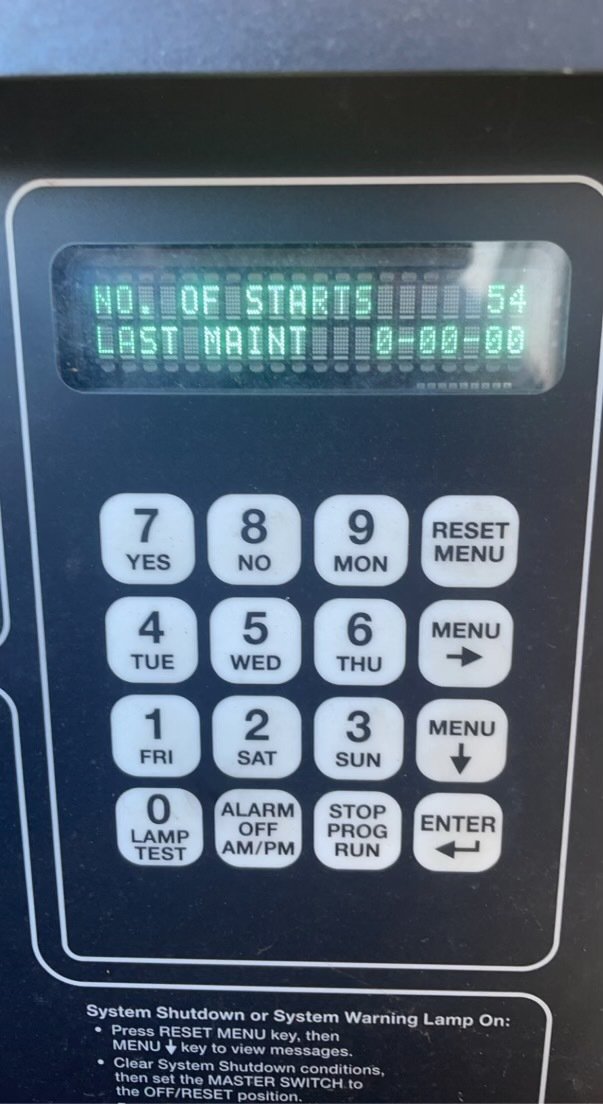 NO. OF STARTS 54
LAST MAINT 0-00-00
7 8 9 RESET
YES NO MON MENU
4 5 6 MENU
TUE WED THU →
1 2 3 MENU
FRI SAT SUN ↓
0 ALARM STOP ENTER
LAMP OFF PROG ↵
TEST AM/PM RUN
System Shutdown or System Warning Lamp On:
• Press RESET MENU key, then
MENU ↓ key to view messages.
• Clear System Shutdown conditions,
then set the MASTER SWITCH to
the OFF/RESET position.